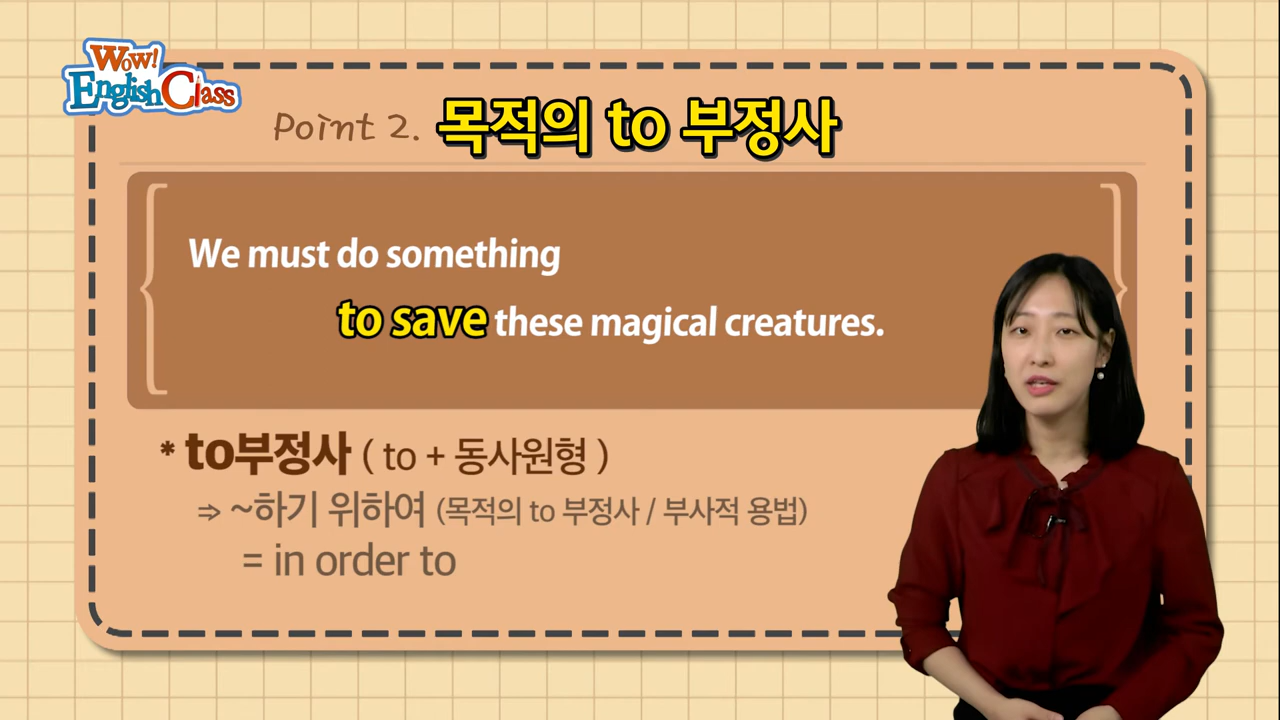 Wow!
English Class
Point 2. 목적의 to 부정사
We must do something
to save these magical creatures.
* to부정사 ( to + 동사원형 )
⇒ ~하기 위하여 (목적의 to 부정사 / 부사적 용법)
= in order to